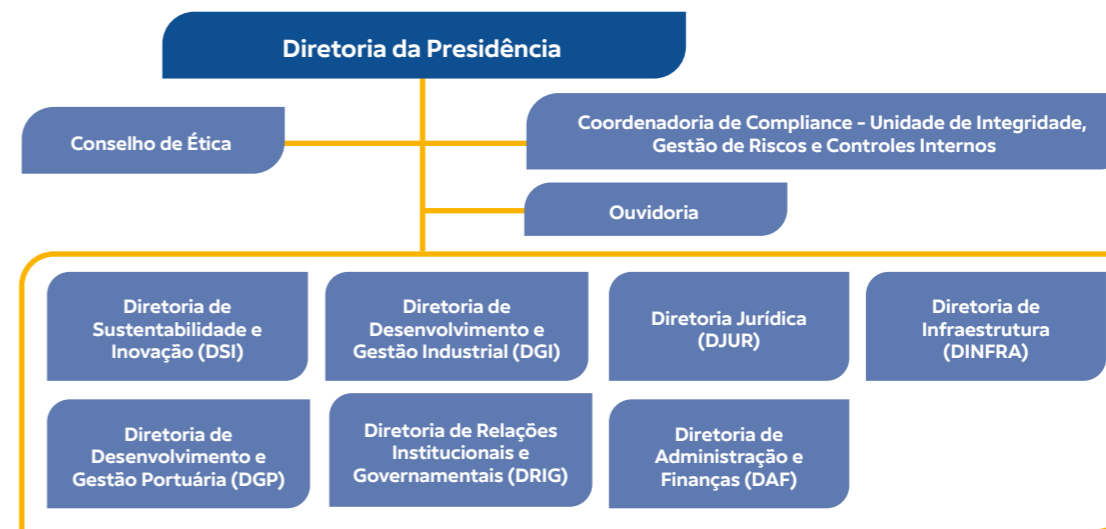 Diretoria da Presidência
Conselho de Ética
Coordenadoria de Compliance - Unidade de Integridade,
Gestão de Riscos e Controles Internos
Ouvidoria
Diretoria de
Sustentabilidade e
Inovação (DSI)
Diretoria de
Desenvolvimento e
Gestão Industrial (DGI)
Diretoria Jurídica
(DJUR)
Diretoria de
Infraestrutura
(DINFRA)
Diretoria de
Desenvolvimento e
Gestão Portuária (DGP)
Diretoria de Relações
Institucionais e
Governamentais (DRIG)
Diretoria de
Administração e
Finanças (DAF)